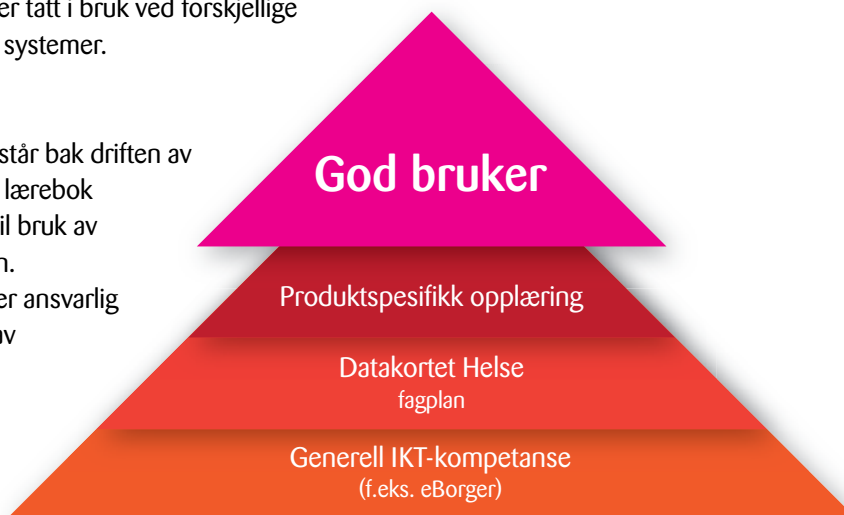 er tatt i bruk ved forskjellige
systemer.
står bak driften av
lærebok
il bruk av
n.
er ansvarlig
av
God bruker
Produktspesifikk opplæring
Datakortet Helse
fagplan
Generell IKT-kompetanse
(f.eks. eBorger)